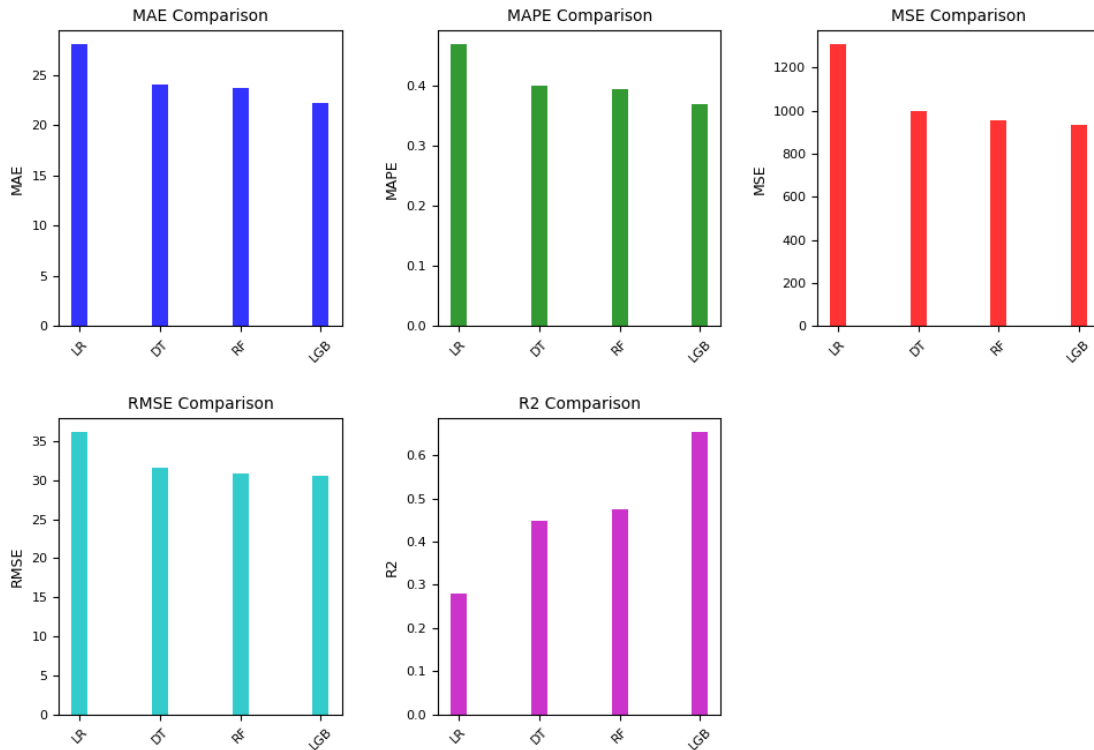 MAE Comparison
MAE
25
20
15
10
5
0
LR
DT
RF
LGB
MAPE Comparison
MAPE
0.4
0.3
0.2
0.1
0.0
LR
DT
RF
LGB
MSE Comparison
MSE
1200
1000
800
600
400
200
0
LR
DT
RF
LGB
RMSE Comparison
RMSE
35
30
25
20
15
10
5
0
LR
DT
RF
LGB
R2 Comparison
R2
0.6
0.5
0.4
0.3
0.2
0.1
0.0
LR
DT
RF
LGB